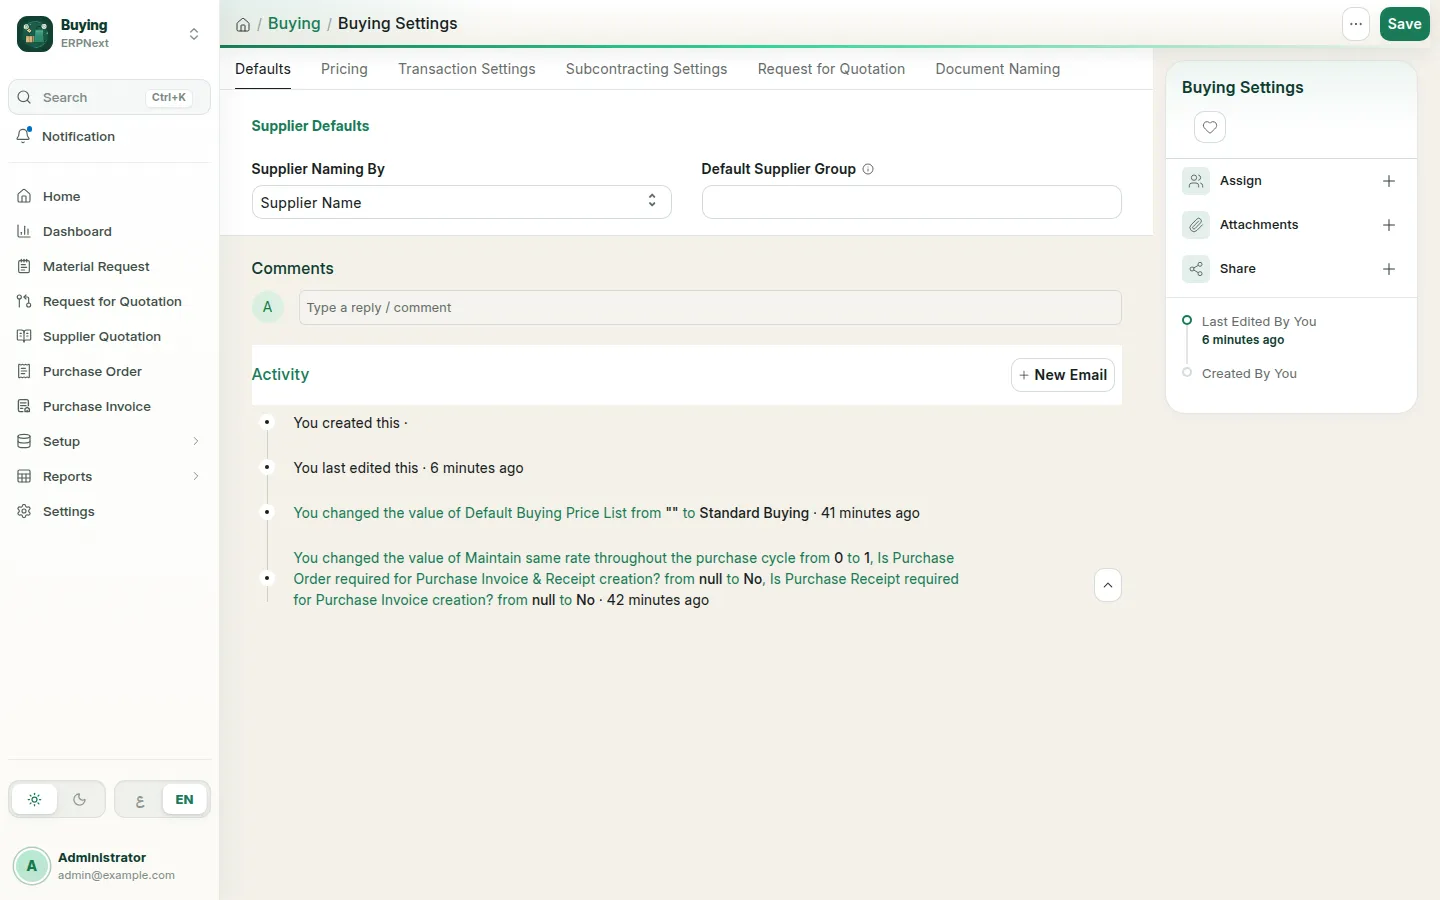 Buying
ERPNext
Search
Ctrl+K
Notification
Home
Dashboard
Material Request
Request for Quotation
Supplier Quotation
Purchase Order
Purchase Invoice
Setup
Reports
Settings
ع
EN
A
Administrator
admin@example.com
/ Buying / Buying Settings
Save
Defaults
Pricing
Transaction Settings
Subcontracting Settings
Request for Quotation
Document Naming
Supplier Defaults
Supplier Naming By
Supplier Name
Default Supplier Group
Comments
A
Type a reply / comment
Activity
New Email
You created this ·
You last edited this · 6 minutes ago
You changed the value of Default Buying Price List from "" to Standard Buying · 41 minutes ago
You changed the value of Maintain same rate throughout the purchase cycle from 0 to 1, Is Purchase
Order required for Purchase Invoice & Receipt creation? from null to No, Is Purchase Receipt required
for Purchase Invoice creation? from null to No · 42 minutes ago
Buying Settings
Assign
Attachments
Share
Last Edited By You
6 minutes ago
Created By You